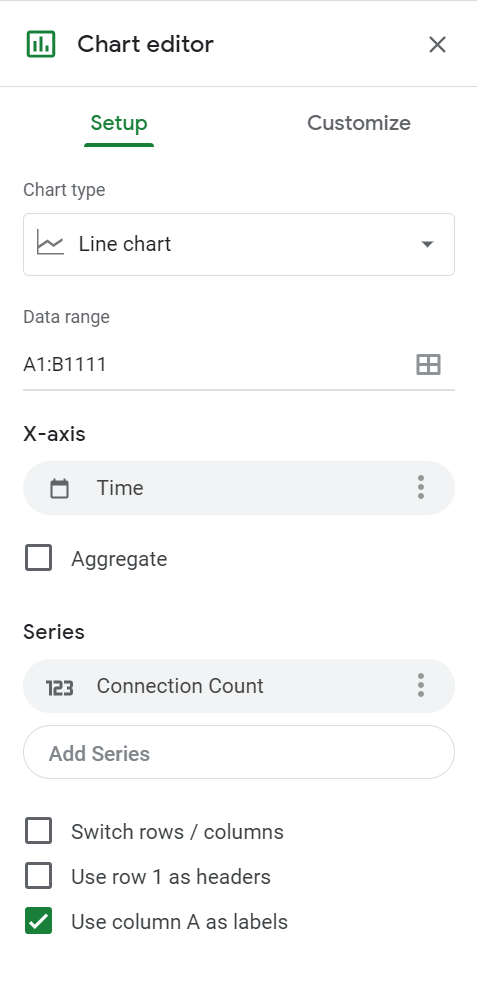 Chart editor
Setup Customize
Chart type
Line chart
Data range
A1:B1111
X-axis
Time
Aggregate
Series
123 Connection Count
Add Series
Switch rows / columns
Use row 1 as headers
Use column A as labels